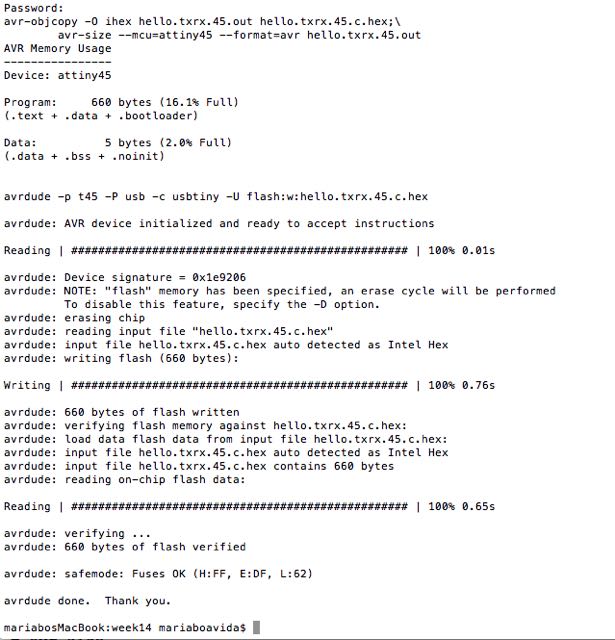 Password:
avr-objcopy -O ihex hello.txrx.45.out hello.txrx.45.c.hex;\
avr-size --mcu=attiny45 --format=avr hello.txrx.45.out
AVR Memory Usage
----------------
Device: attiny45
Program:     660 bytes (16.1% Full)
(.text + .data + .bootloader)
Data:          5 bytes (2.0% Full)
(.data + .bss + .noinit)
avrdude -p t45 -P usb -c usbtiny -U flash:w:hello.txrx.45.c.hex
avrdude: AVR device initialized and ready to accept instructions
Reading | ################################################## | 100% 0.01s
avrdude: Device signature = 0x1e9206
avrdude: NOTE: "flash" memory has been specified, an erase cycle will be performed
To disable this feature, specify the -D option.
avrdude: erasing chip
avrdude: reading input file "hello.txrx.45.c.hex"
avrdude: input file hello.txrx.45.c.hex auto detected as Intel Hex
avrdude: writing flash (660 bytes):
Writing | ################################################## | 100% 0.76s
avrdude: 660 bytes of flash written
avrdude: verifying flash memory against hello.txrx.45.c.hex:
avrdude: load data flash data from input file hello.txrx.45.c.hex:
avrdude: input file hello.txrx.45.c.hex auto detected as Intel Hex
avrdude: input file hello.txrx.45.c.hex contains 660 bytes
avrdude: reading on-chip flash data:
Reading | ################################################## | 100% 0.65s
avrdude: verifying ...
avrdude: 660 bytes of flash verified
avrdude: safemode: Fuses OK (H:FF, E:DF, L:62)
avrdude done.  Thank you.
mariabosMacBook:week14 mariaboavida$